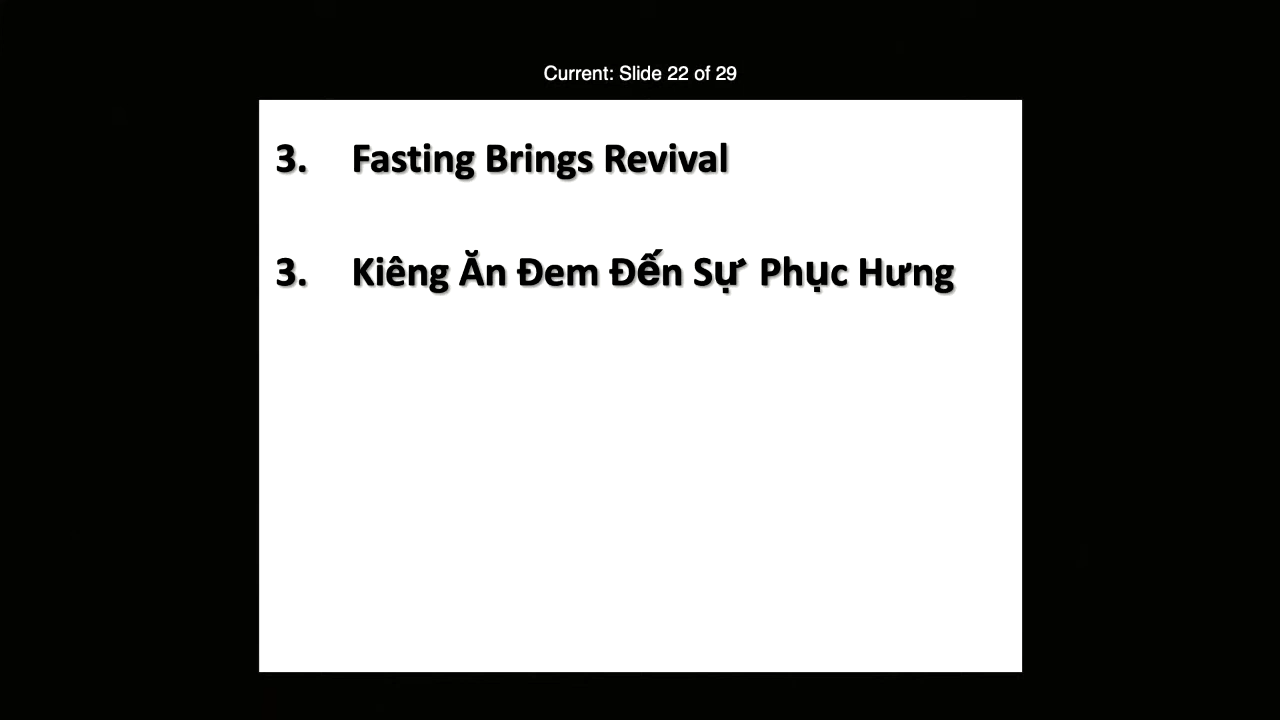 Current: Slide 22 of 29
3. Fasting Brings Revival
3. Kiêng Ăn Đem Đến Sự Phục Hưng